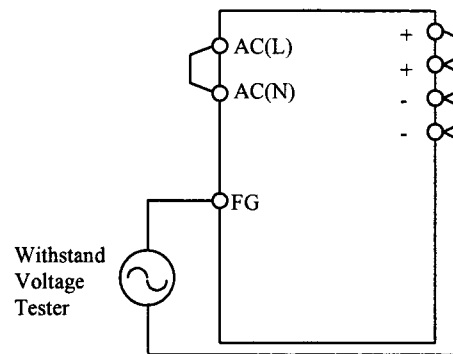 AC(L)
AC(N)
FG
Withstand
Voltage
Tester
+
+
-
-